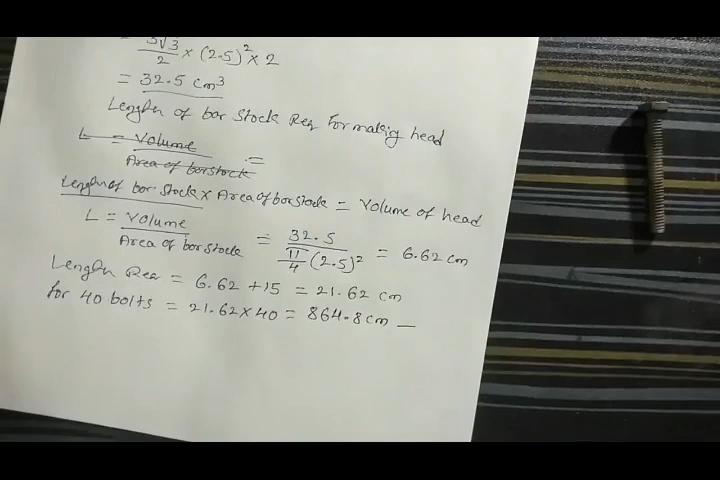 = 3√3/2 × (2.5)² × 2
= 32.5 cm³
Length of bar stock Req For making head
L = Volume / Area of bar stock =
Length of bar stock × Area of bar stock = Volume of head
L = Volume / Area of bar stock = 32.5 / π/4 (2.5)² = 6.62 cm
Length Req = 6.62 + 15 = 21.62 cm
for 40 bolts = 21.62 × 40 = 864.8 cm —